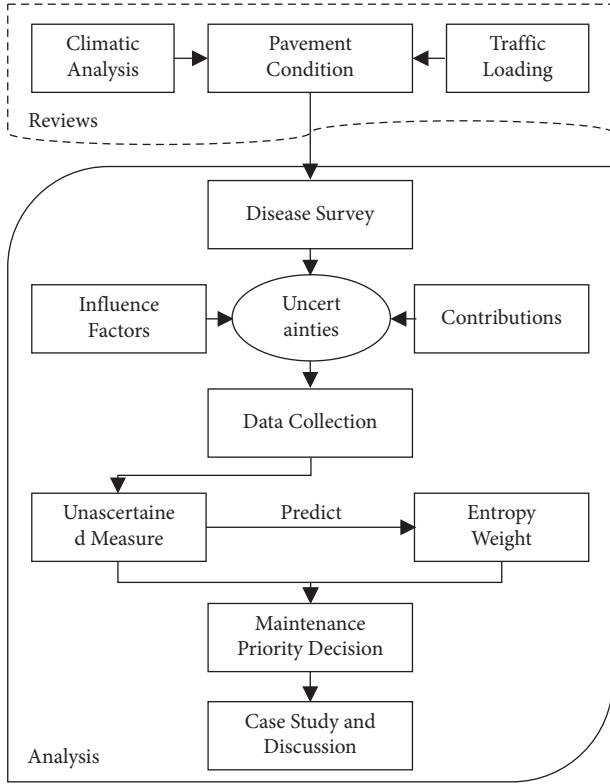 Climatic
Analysis
Pavement
Condition
Traffic
Loading
Reviews
Disease Survey
Influence
Factors
Uncert
ainties
Contributions
Data Collection
Unascertaine
d Measure
Predict
Entropy
Weight
Maintenance
Priority Decision
Case Study and
Discussion
Analysis